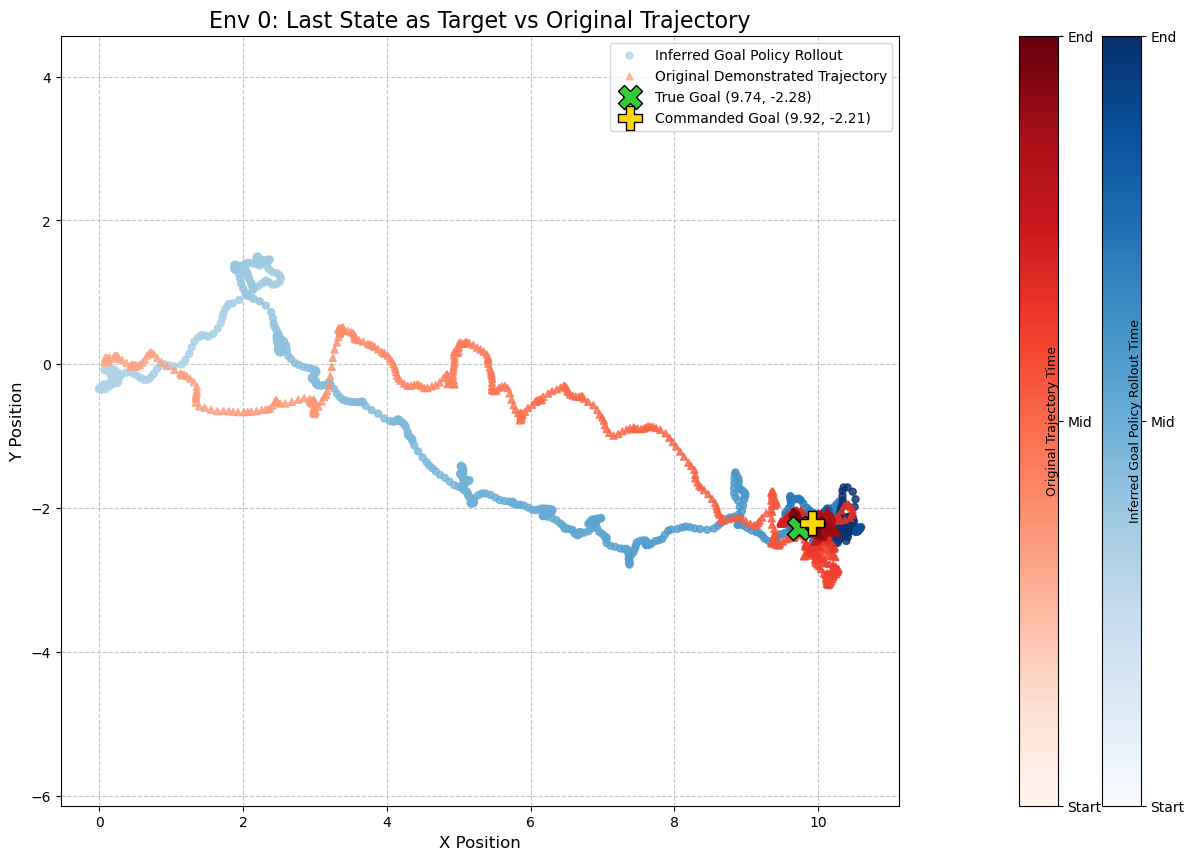 Env 0: Last State as Target vs Original Trajectory
Inferred Goal Policy Rollout
Original Demonstrated Trajectory
True Goal (9.74, -2.28)
Commanded Goal (9.92, -2.21)
4
2
0
−2
−4
−6
Y Position
0
2
4
6
8
10
X Position
End
Mid
Start
Original Trajectory Time
End
Mid
Start
Inferred Goal Policy Rollout Time